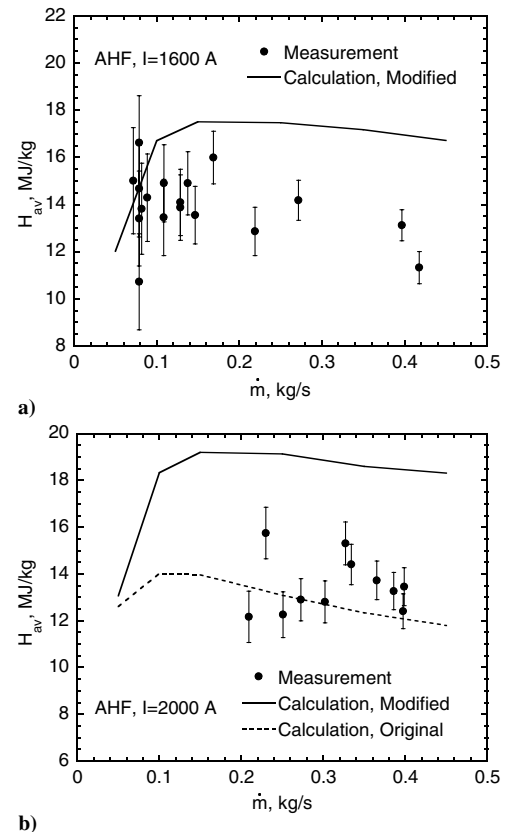 22
20
18
16
14
12
10
8
H_av, MJ/kg
AHF, I=1600 A
Measurement
Calculation, Modified
0 0.1 0.2 0.3 0.4 0.5
ṁ, kg/s
a)
20
18
16
14
12
10
8
6
H_av, MJ/kg
Measurement
AHF, I=2000 A
Calculation, Modified
Calculation, Original
0 0.1 0.2 0.3 0.4 0.5
ṁ, kg/s
b)